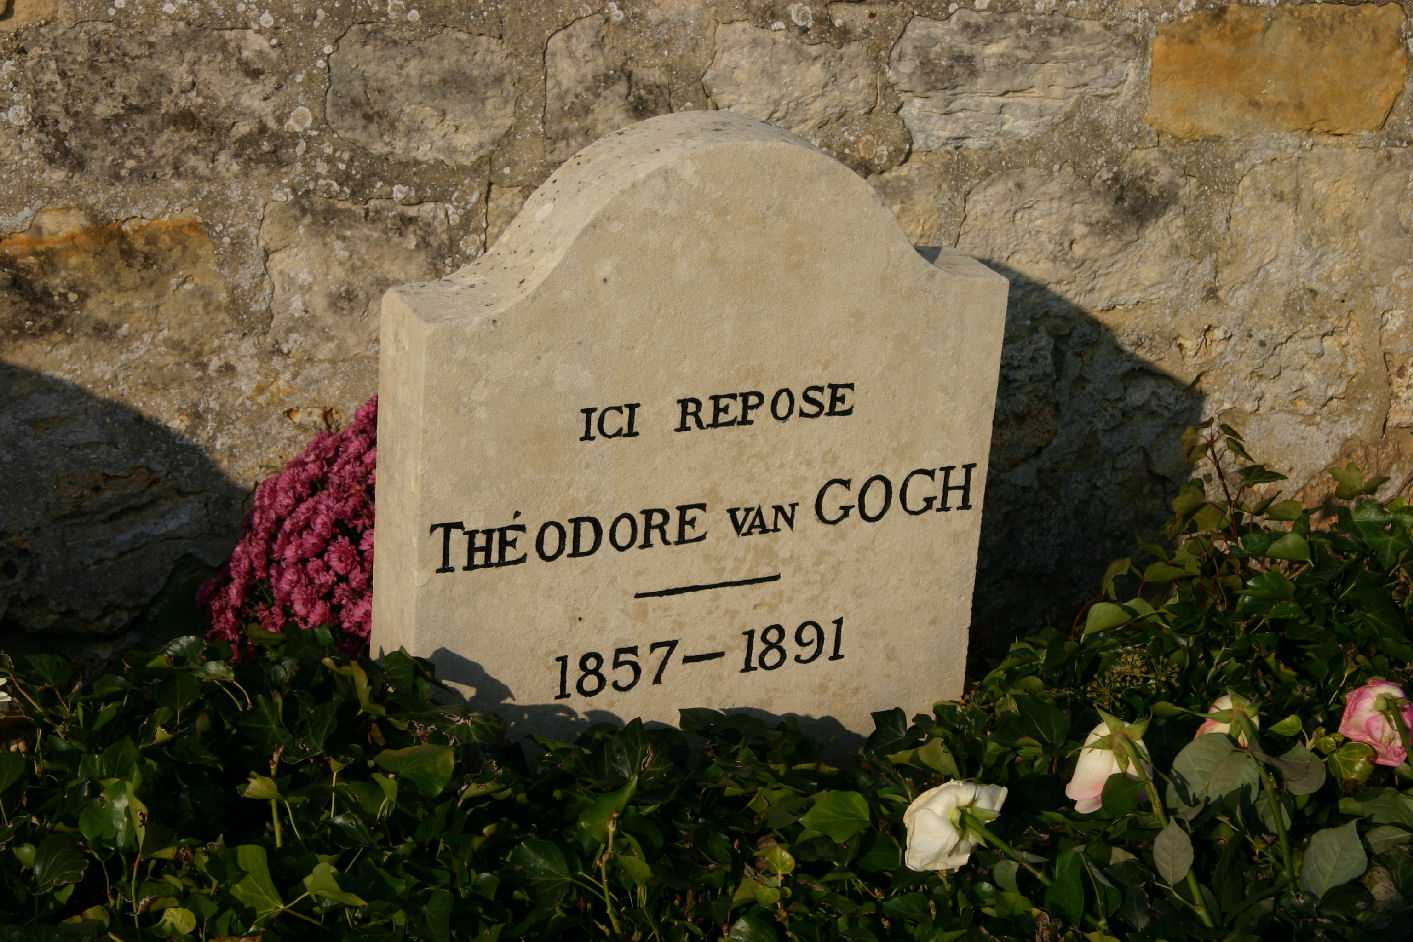 ICI REPOSE
THÉODORE VAN GOGH
1857–1891